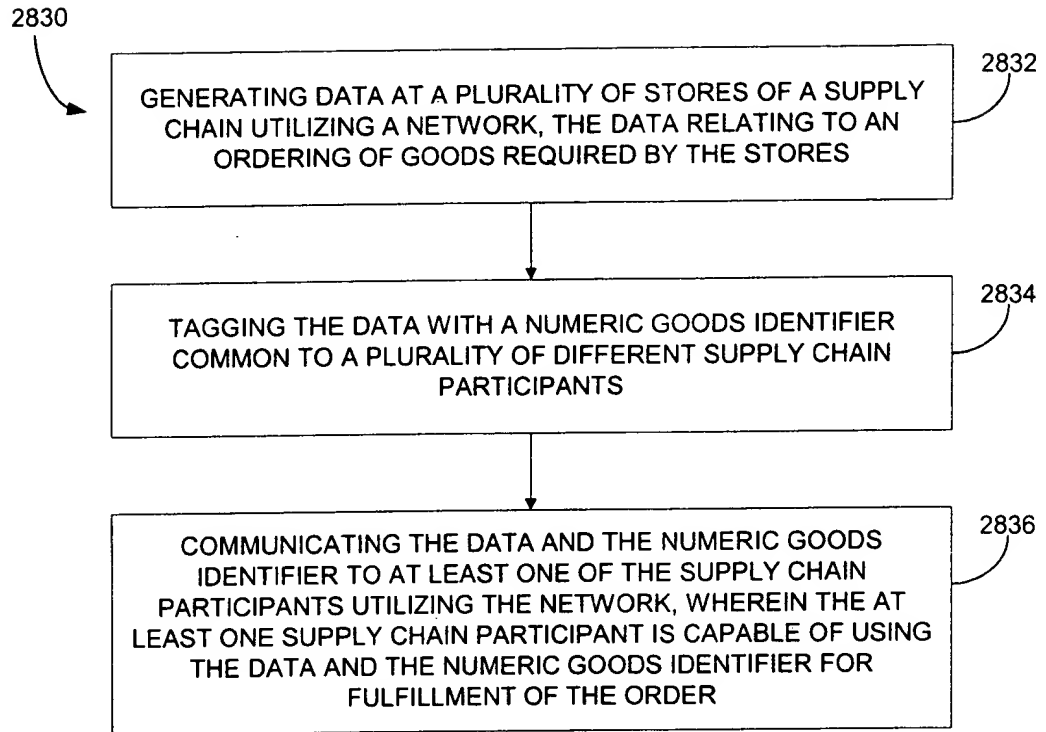 2830
GENERATING DATA AT A PLURALITY OF STORES OF A SUPPLY
CHAIN UTILIZING A NETWORK, THE DATA RELATING TO AN
ORDERING OF GOODS REQUIRED BY THE STORES
2832
TAGGING THE DATA WITH A NUMERIC GOODS IDENTIFIER
COMMON TO A PLURALITY OF DIFFERENT SUPPLY CHAIN
PARTICIPANTS
2834
COMMUNICATING THE DATA AND THE NUMERIC GOODS
IDENTIFIER TO AT LEAST ONE OF THE SUPPLY CHAIN
PARTICIPANTS UTILIZING THE NETWORK, WHEREIN THE AT
LEAST ONE SUPPLY CHAIN PARTICIPANT IS CAPABLE OF USING
THE DATA AND THE NUMERIC GOODS IDENTIFIER FOR
FULFILLMENT OF THE ORDER
2836